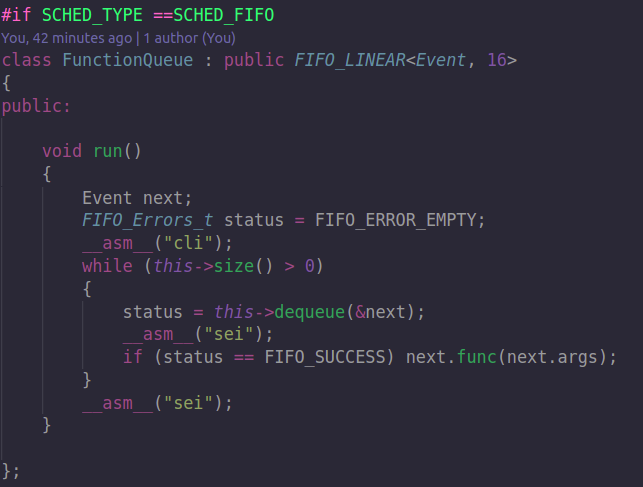 #if SCHED_TYPE ==SCHED_FIFO
You, 42 minutes ago | 1 author (You)
class FunctionQueue : public FIFO_LINEAR<Event, 16>
{
public:
    void run()
    {
        Event next;
        FIFO_Errors_t status = FIFO_ERROR_EMPTY;
        __asm__("cli");
        while (this->size() > 0)
        {
            status = this->dequeue(&next);
            __asm__("sei");
            if (status == FIFO_SUCCESS) next.func(next.args);
        }
        __asm__("sei");
    }
};